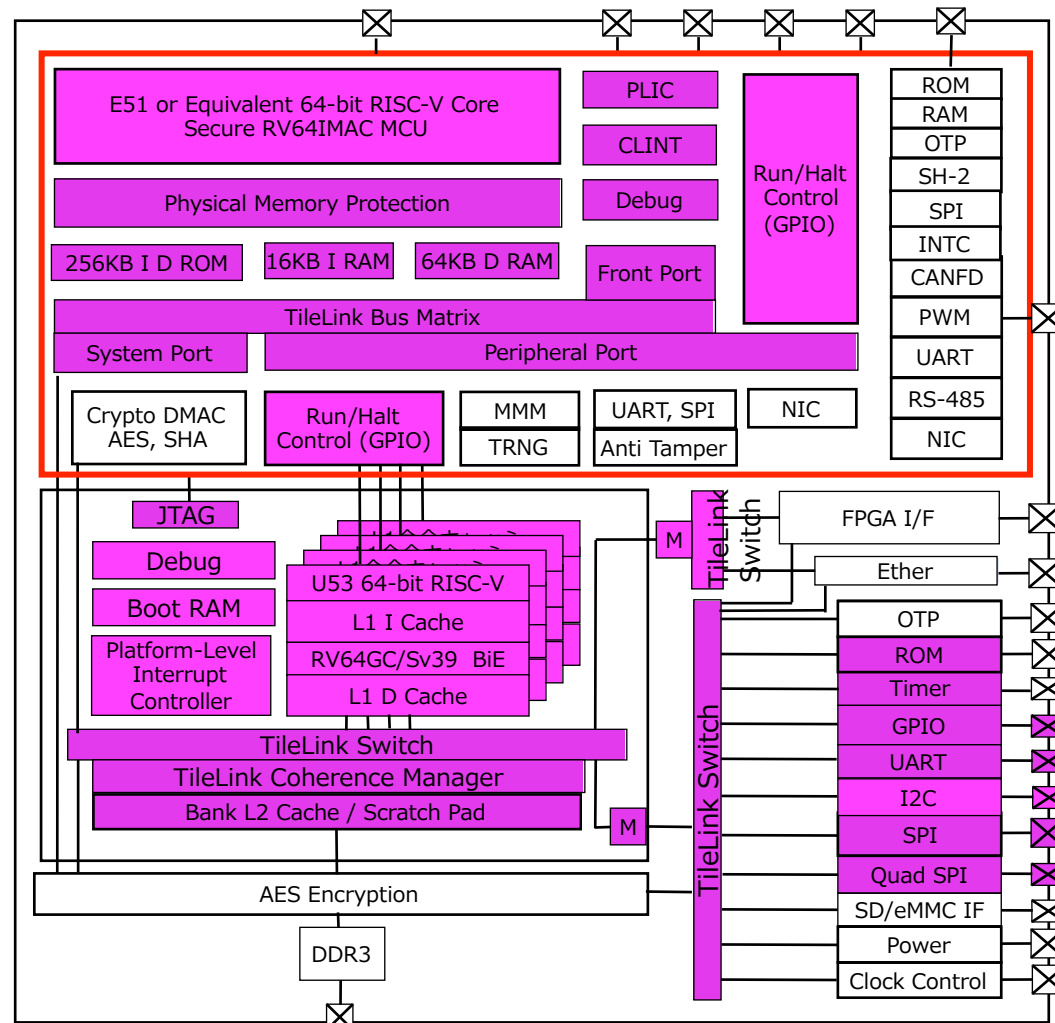 E51 or Equivalent 64-bit RISC-V Core
Secure RV64IMAC MCU
Physical Memory Protection
256KB I D ROM
16KB I RAM
64KB D RAM
PLIC
CLINT
Debug
Front Port
Run/Halt
Control
(GPIO)
TileLink Bus Matrix
System Port
Peripheral Port
Crypto DMAC
AES, SHA
Run/Halt
Control (GPIO)
MMM
TRNG
UART, SPI
Anti Tamper
NIC
ROM
RAM
OTP
SH-2
SPI
INTC
CANFD
PWM
UART
RS-485
NIC
JTAG
Debug
Boot RAM
Platform-Level
Interrupt
Controller
U53 64-bit RISC-V
L1 I Cache
RV64GC/Sv39 BiE
L1 D Cache
TileLink Switch
TileLink Coherence Manager
Bank L2 Cache / Scratch Pad
M
M
TileLink
Switch
TileLink Switch
FPGA I/F
Ether
OTP
ROM
Timer
GPIO
UART
I2C
SPI
Quad SPI
SD/eMMC IF
Power
Clock Control
AES Encryption
DDR3